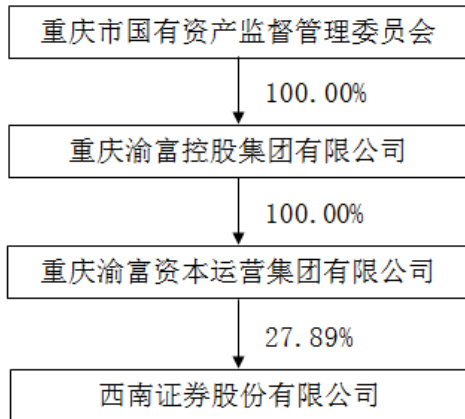 重庆市国有资产监督管理委员会
100.00%
重庆渝富控股集团有限公司
100.00%
重庆渝富资本运营集团有限公司
27.89%
西南证券股份有限公司